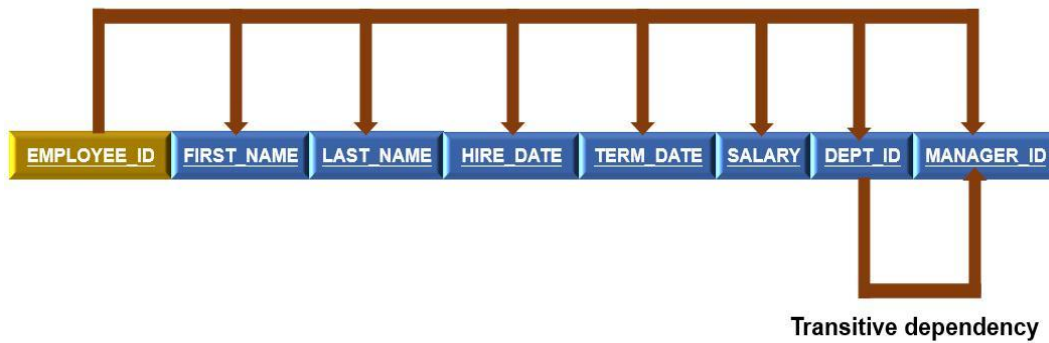 EMPLOYEE_ID FIRST_NAME LAST_NAME HIRE_DATE TERM_DATE SALARY DEPT_ID MANAGER_ID
Transitive dependency